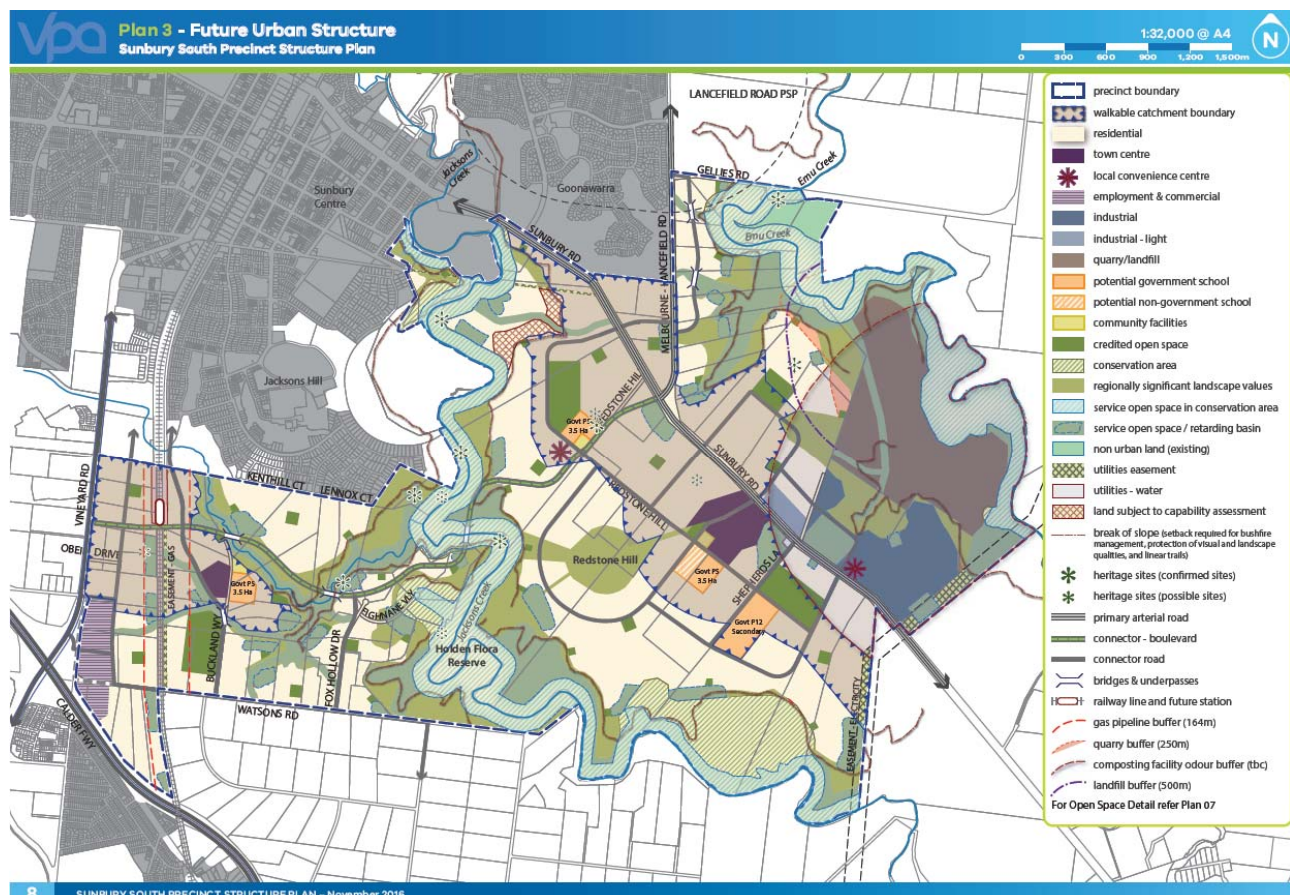 vpa
Plan 3 - Future Urban Structure
Sunbury South Precinct Structure Plan
1:32,000 @ A4
0 300 600 900 1,200 1,500m
N
LANCEFIELD ROAD PSP
Jacksons
Creek
Emu Creek
GELLIES RD
Goonawarra
Sunbury
Centre
SUNBURY RD
Emu Creek
MELBOURNE - LANCEFIELD RD
Jacksons Hill
Govt P5
3.5 Ha
SUNBURY RD
VINEYARD RD
KENTHILL CT
LENNOX CT
DRIVE
EASEMENT - GAS
Redstone Hill
Govt P5
3.5 Ha
SHEPHERDS LA
Govt P5
3.5 Ha
Govt P12
Secondary
BUCKLAND WY
FOX HOLLOW DR
Jacksons Creek
Holden Flora
Reserve
WATSONS RD
CALDER FWY
EASEMENT - ELECTRICITY
precinct boundary
walkable catchment boundary
residential
town centre
local convenience centre
employment & commercial
industrial
industrial - light
quarry/landfill
potential government school
potential non-government school
community facilities
credited open space
conservation area
regionally significant landscape values
service open space in conservation area
service open space / retarding basin
non urban land (existing)
utilities easement
utilities - water
land subject to capability assessment
break of slope (setback required for bushfire
management, protection of visual and landscape
qualities, and linear trails)
heritage sites (confirmed sites)
heritage sites (possible sites)
primary arterial road
connector - boulevard
connector road
bridges & underpasses
railway line and future station
gas pipeline buffer (164m)
quarry buffer (250m)
composting facility odour buffer (tbc)
landfill buffer (500m)
For Open Space Detail refer Plan 07
8 SUNBURY SOUTH PRECINCT STRUCTURE PLAN - November 2016